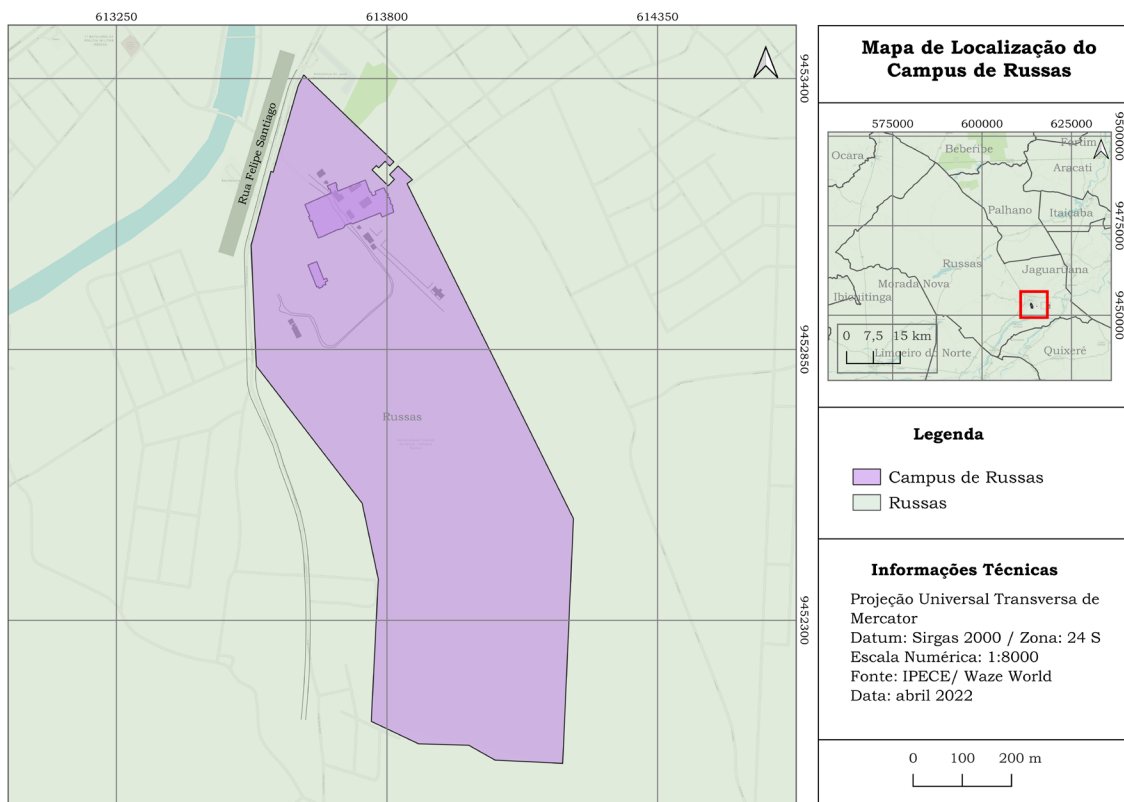 613250
613800
614350
9453400
9452850
9452300
Rua Felipe Santiago
Russas
Mapa de Localização do
Campus de Russas
575000
600000
625000
9500000
9475000
9450000
Ocara
Beberibe
Fortim
Aracati
Palhano
Itaiçaba
Russas
Jaguaruana
Morada Nova
Ibicuitinga
Limoeiro do Norte
Quixeré
0 7,5 15 km
Legenda
Campus de Russas
Russas
Informações Técnicas
Projeção Universal Transversa de
Mercator
Datum: Sirgas 2000 / Zona: 24 S
Escala Numérica: 1:8000
Fonte: IPECE/ Waze World
Data: abril 2022
0 100 200 m